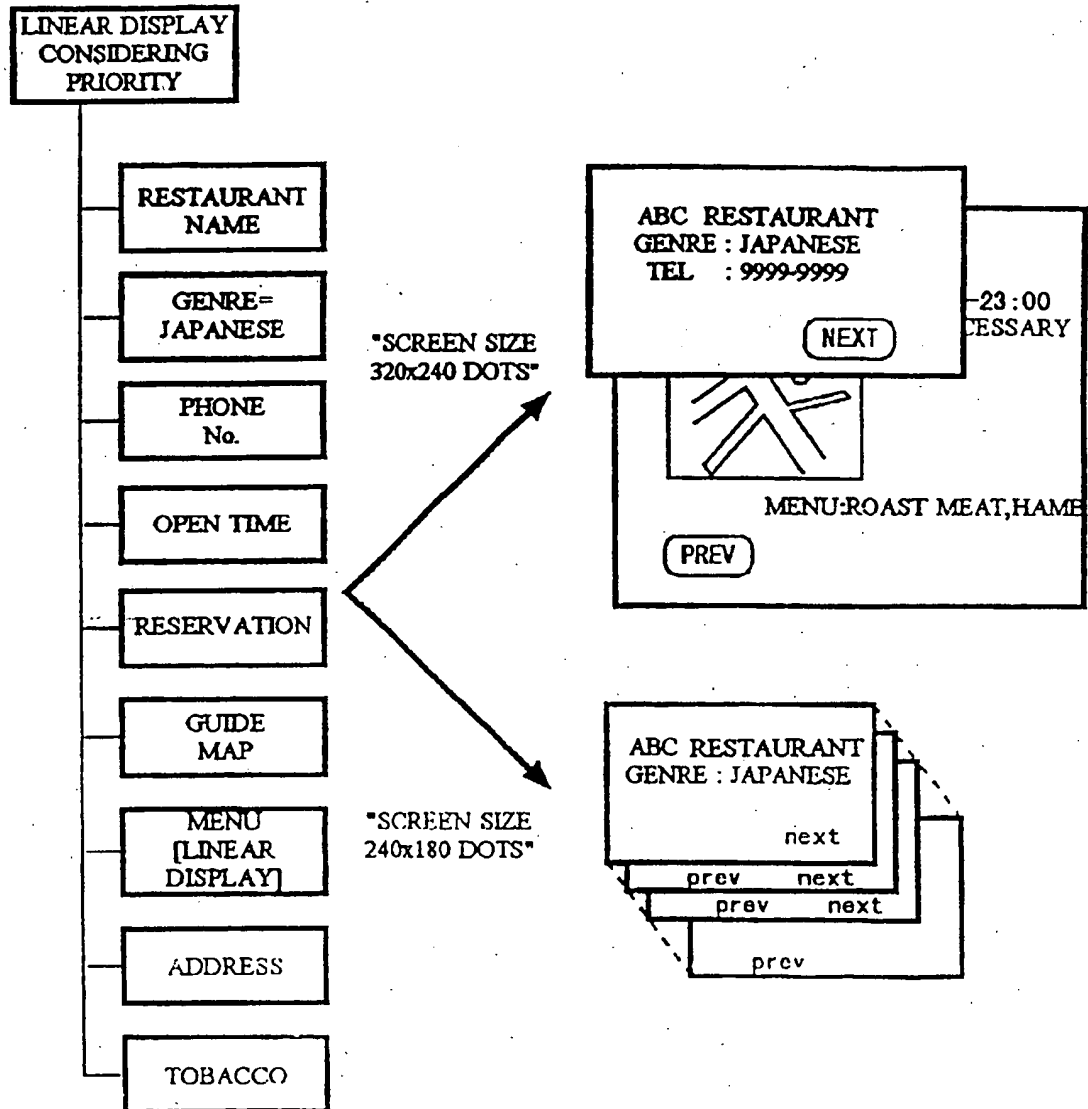 LINEAR DISPLAY
CONSIDERING
PRIORITY
RESTAURANT
NAME
GENRE=
JAPANESE
PHONE
No.
OPEN TIME
RESERVATION
GUIDE
MAP
MENU
[LINEAR
DISPLAY]
ADDRESS
TOBACCO
"SCREEN SIZE
320x240 DOTS"
ABC RESTAURANT
GENRE : JAPANESE
TEL : 9999-9999
NEXT
-23:00
CESSARY
MENU:ROAST MEAT,HAME
PREV
"SCREEN SIZE
240x180 DOTS"
ABC RESTAURANT
GENRE : JAPANESE
next
prev next
prev next
prev